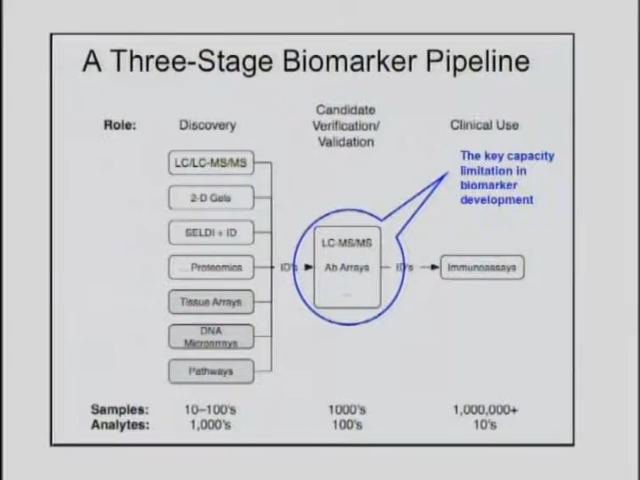 A Three-Stage Biomarker Pipeline
Role:
Discovery
Candidate
Verification/
Validation
Clinical Use
The key capacity
limitation in
biomarker
development
LC/LC-MS/MS
2-D Gels
SELDI + ID
... Proteomics
Tissue Arrays
DNA
Microarrays
Pathways
ID's
LC-MS/MS
Ab Arrays
...
ID's
Immunoassays
Samples: 10–100's 1000's 1,000,000+
Analytes: 1,000's 100's 10's